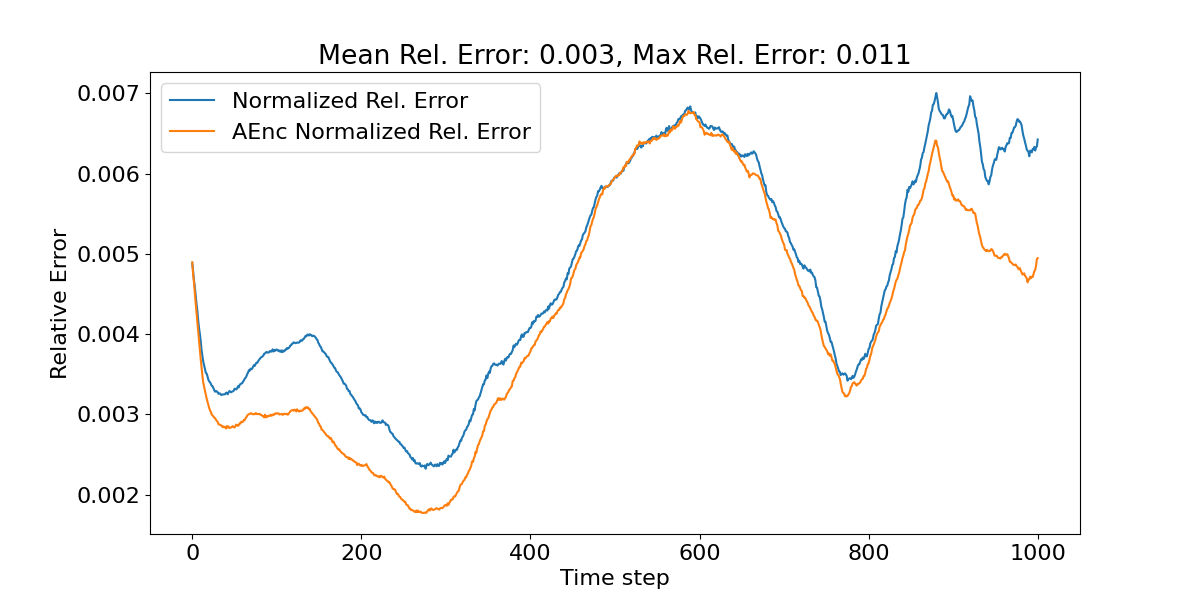 Mean Rel. Error: 0.003, Max Rel. Error: 0.011
Normalized Rel. Error
AEnc Normalized Rel. Error
Relative Error
0.007
0.006
0.005
0.004
0.003
0.002
0 200 400 600 800 1000
Time step